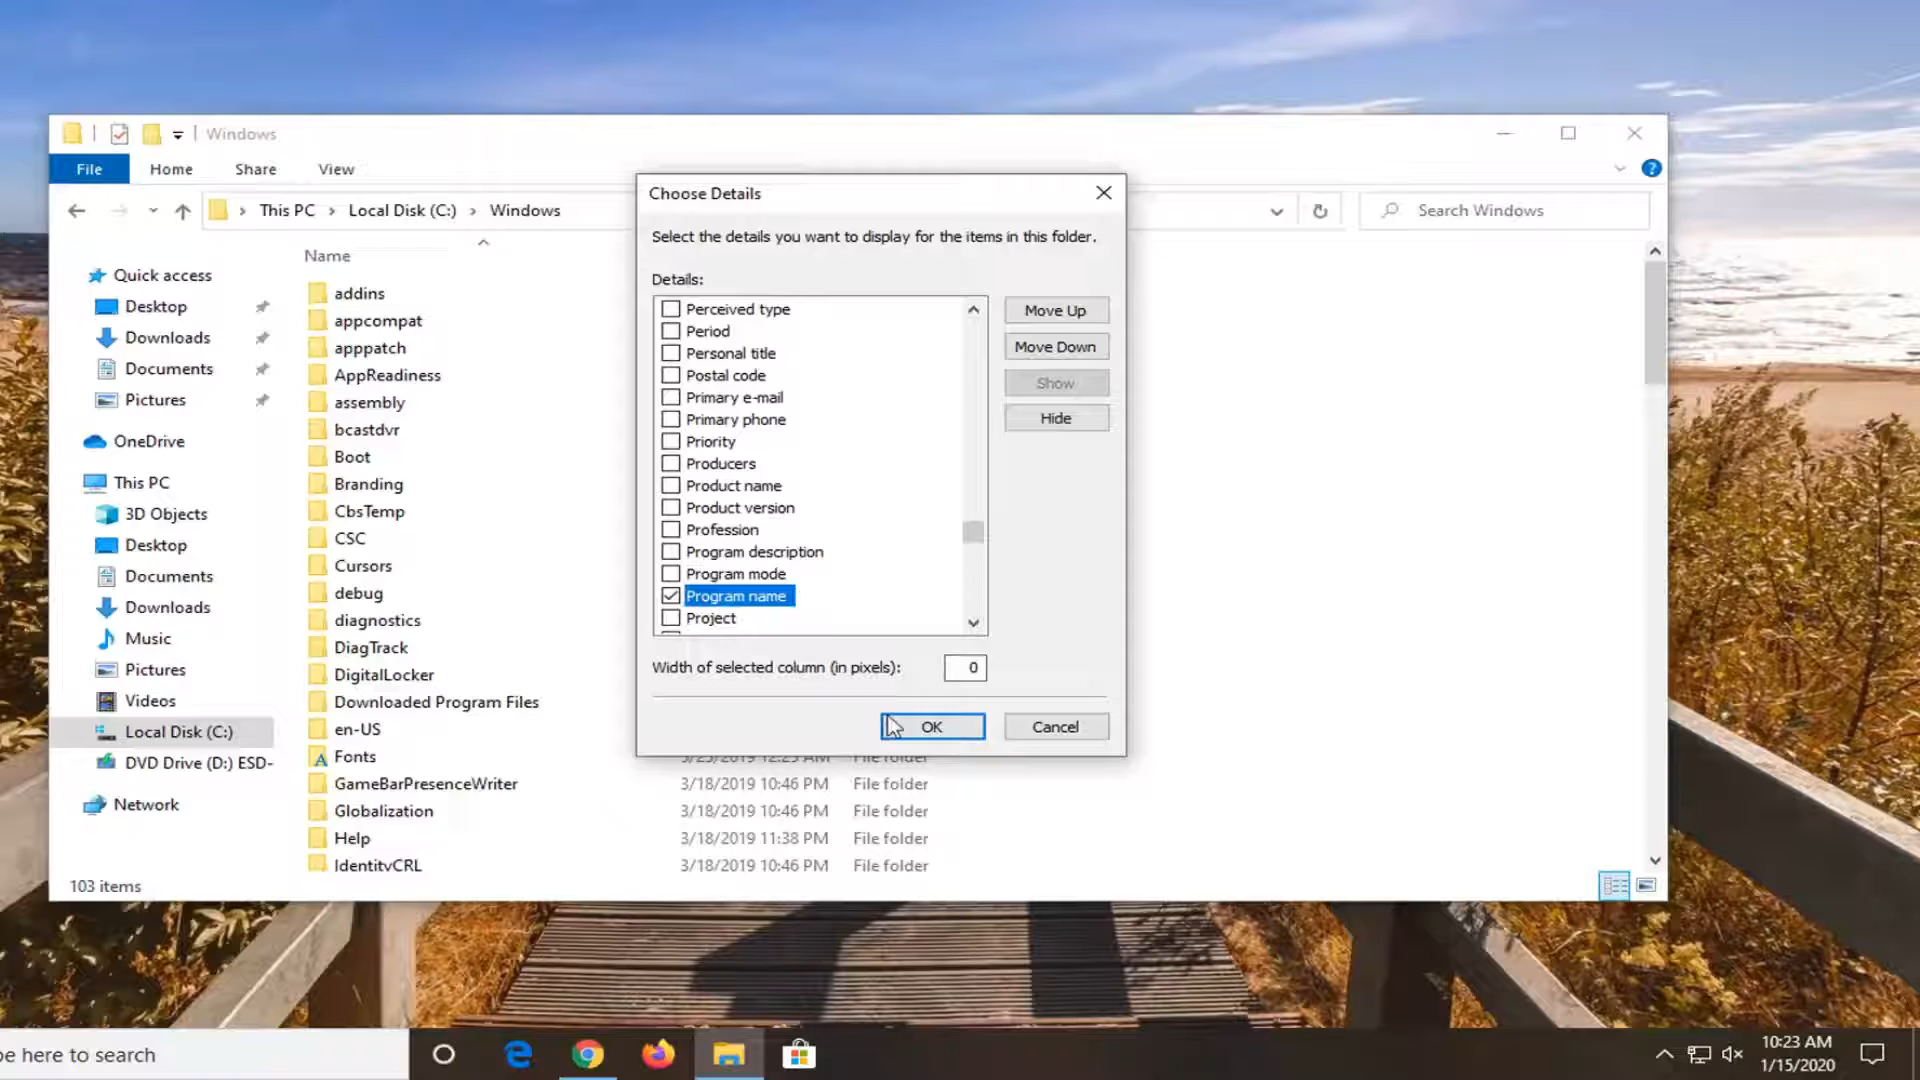 Windows
File
Home
Share
View
This PC
Local Disk (C:)
Windows
Search Windows
Name
Quick access
Desktop
Downloads
Documents
Pictures
OneDrive
This PC
3D Objects
Desktop
Documents
Downloads
Music
Pictures
Videos
Local Disk (C:)
DVD Drive (D:) ESD-
Network
addins
appcompat
apppatch
AppReadiness
assembly
bcastdvr
Boot
Branding
CbsTemp
CSC
Cursors
debug
diagnostics
DiagTrack
DigitalLocker
Downloaded Program Files
en-US
Fonts
GameBarPresenceWriter 3/18/2019 10:46 PM File folder
Globalization 3/18/2019 10:46 PM File folder
Help 3/18/2019 11:38 PM File folder
IdentityCRL 3/18/2019 10:46 PM File folder
103 items
Choose Details
Select the details you want to display for the items in this folder.
Details:
Perceived type
Period
Personal title
Postal code
Primary e-mail
Primary phone
Priority
Producers
Product name
Product version
Profession
Program description
Program mode
Program name
Project
Move Up
Move Down
Show
Hide
Width of selected column (in pixels): 0
OK
Cancel
pe here to search
10:23 AM
1/15/2020